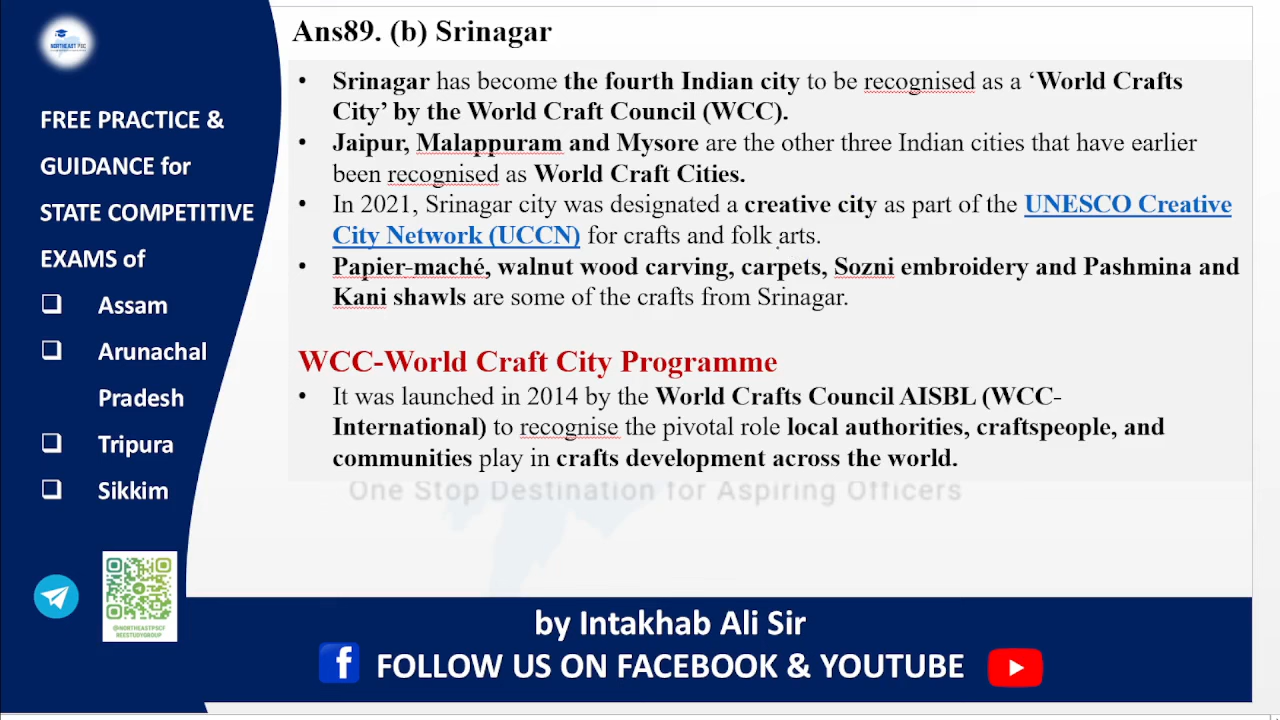 NORTHEAST PSC
FREE PRACTICE &
GUIDANCE for
STATE COMPETITIVE
EXAMS of
Assam
Arunachal
Pradesh
Tripura
Sikkim
@NORTHEASTPSCF
REESTUDYGROUP
Ans89. (b) Srinagar
• Srinagar has become the fourth Indian city to be recognised as a ‘World Crafts
City’ by the World Craft Council (WCC).
• Jaipur, Malappuram and Mysore are the other three Indian cities that have earlier
been recognised as World Craft Cities.
• In 2021, Srinagar city was designated a creative city as part of the UNESCO Creative
City Network (UCCN) for crafts and folk arts.
• Papier-maché, walnut wood carving, carpets, Sozni embroidery and Pashmina and
Kani shawls are some of the crafts from Srinagar.
WCC-World Craft City Programme
• It was launched in 2014 by the World Crafts Council AISBL (WCC-
International) to recognise the pivotal role local authorities, craftspeople, and
communities play in crafts development across the world.
One Stop Destination for Aspiring Officers
by Intakhab Ali Sir
FOLLOW US ON FACEBOOK & YOUTUBE